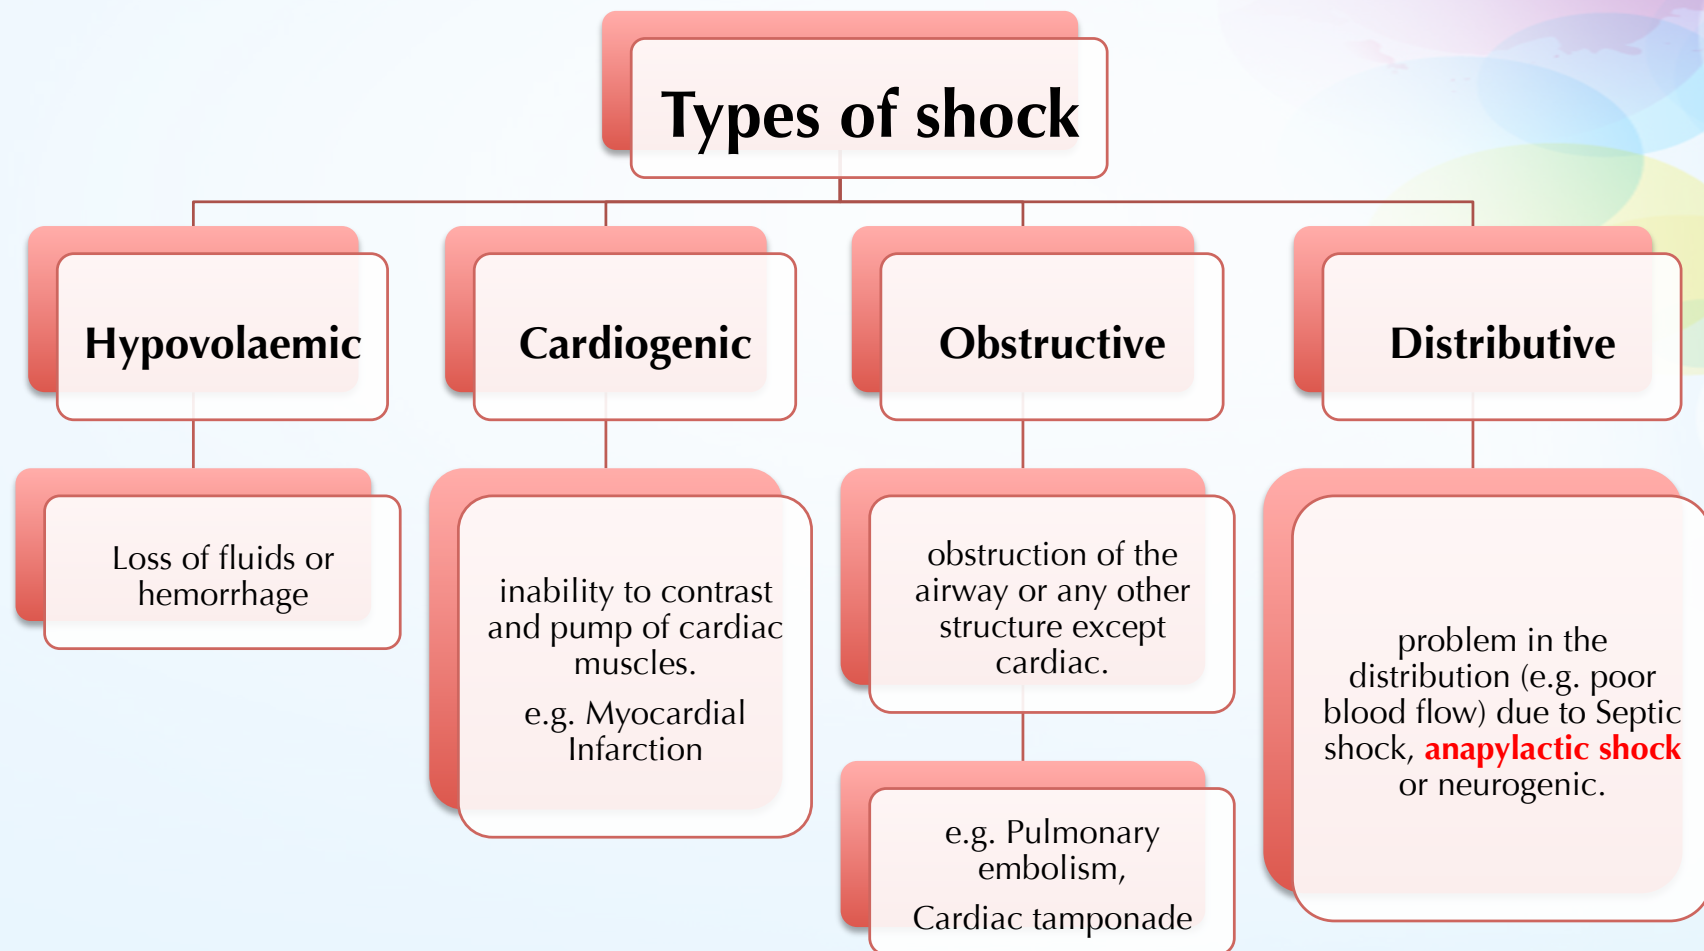 Types of shock
Hypovolaemic
Cardiogenic
Obstructive
Distributive
Loss of fluids or
hemorrhage
inability to contrast
and pump of cardiac
muscles.
e.g. Myocardial
Infarction
obstruction of the
airway or any other
structure except
cardiac.
e.g. Pulmonary
embolism,
Cardiac tamponade
problem in the
distribution (e.g. poor
blood flow) due to Septic
shock, anapylactic shock
or neurogenic.